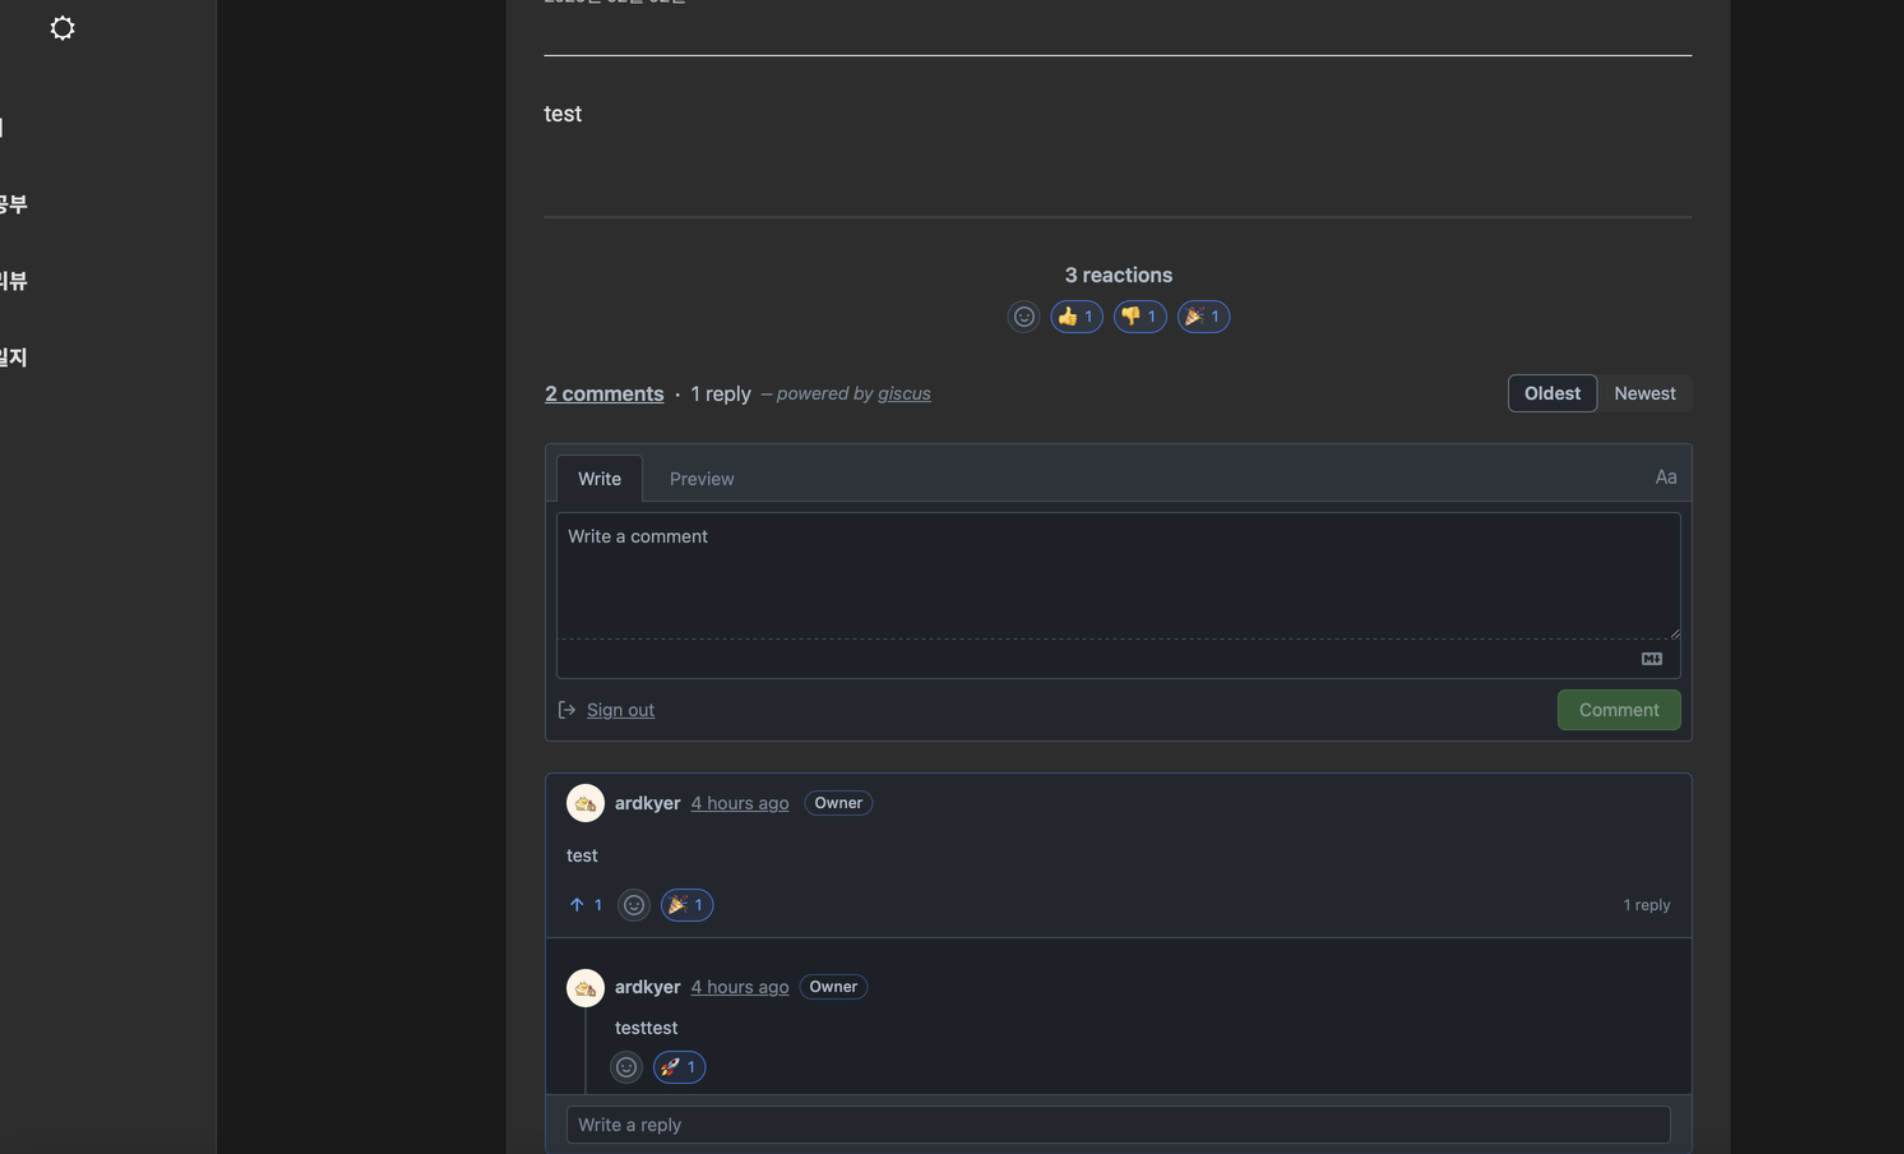 공부
리뷰
일지
test
3 reactions
👍 1 👎 1 🎉 1
2 comments · 1 reply – powered by giscus
Oldest Newest
Write Preview Aa
Write a comment
Sign out Comment
ardkyer 4 hours ago Owner
test
↑ 1 🎉 1 1 reply
ardkyer 4 hours ago Owner
testtest
🚀 1
Write a reply